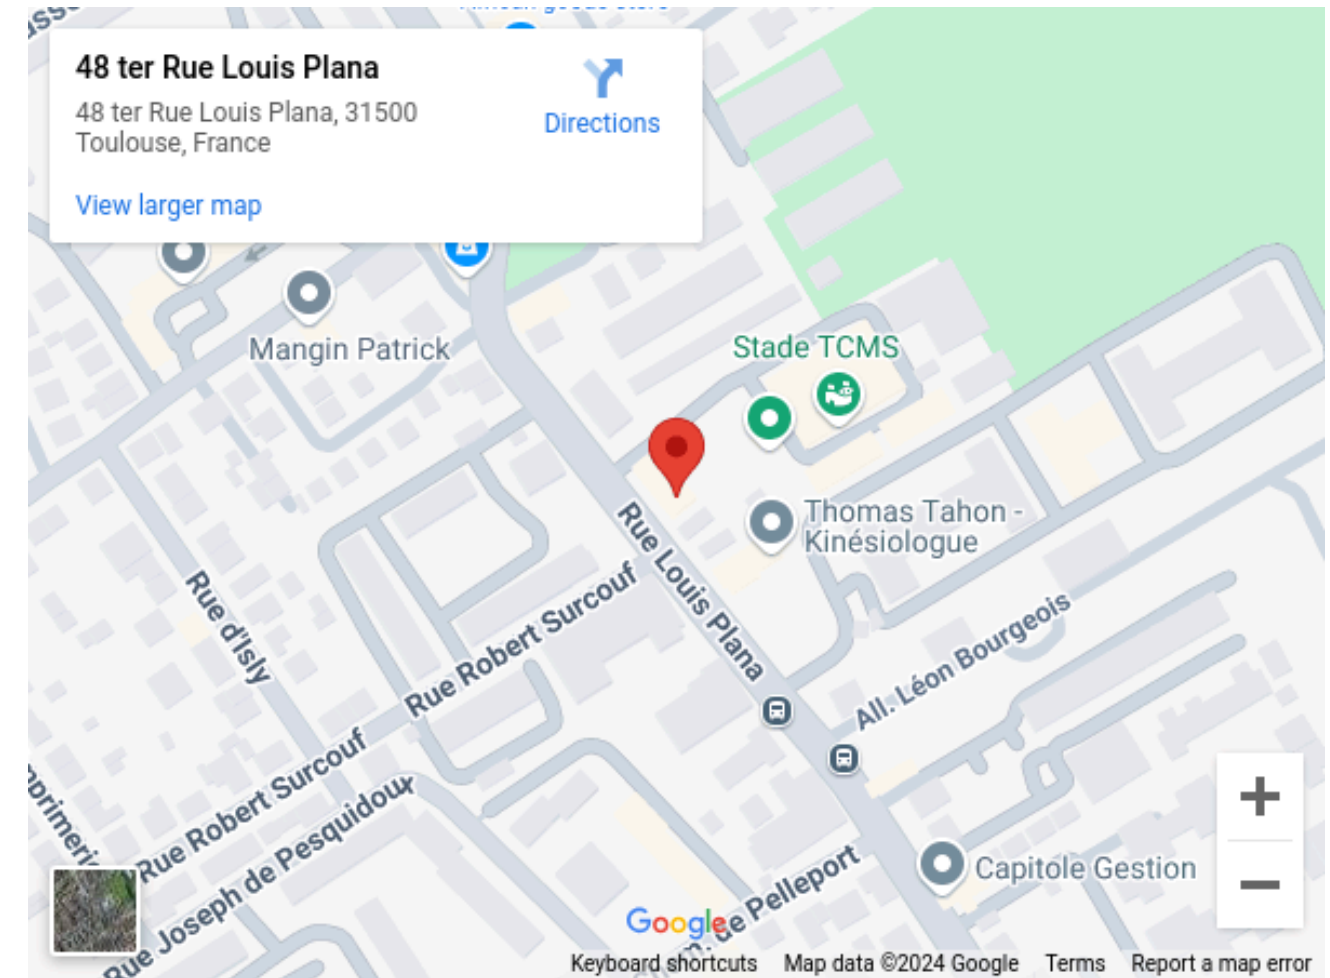 48 ter Rue Louis Plana
48 ter Rue Louis Plana, 31500
Toulouse, France
Directions
View larger map
Mangin Patrick
Stade TCMS
Thomas Tahon -
Kinésiologue
Rue Louis Plana
Rue Robert Surcouf
Rue d'Isly
All. Léon Bourgeois
Rue Robert Surcouf
Rue Joseph de Pesquidoux
de Pelleport
Capitole Gestion
Google
Keyboard shortcuts
Map data ©2024 Google
Terms
Report a map error